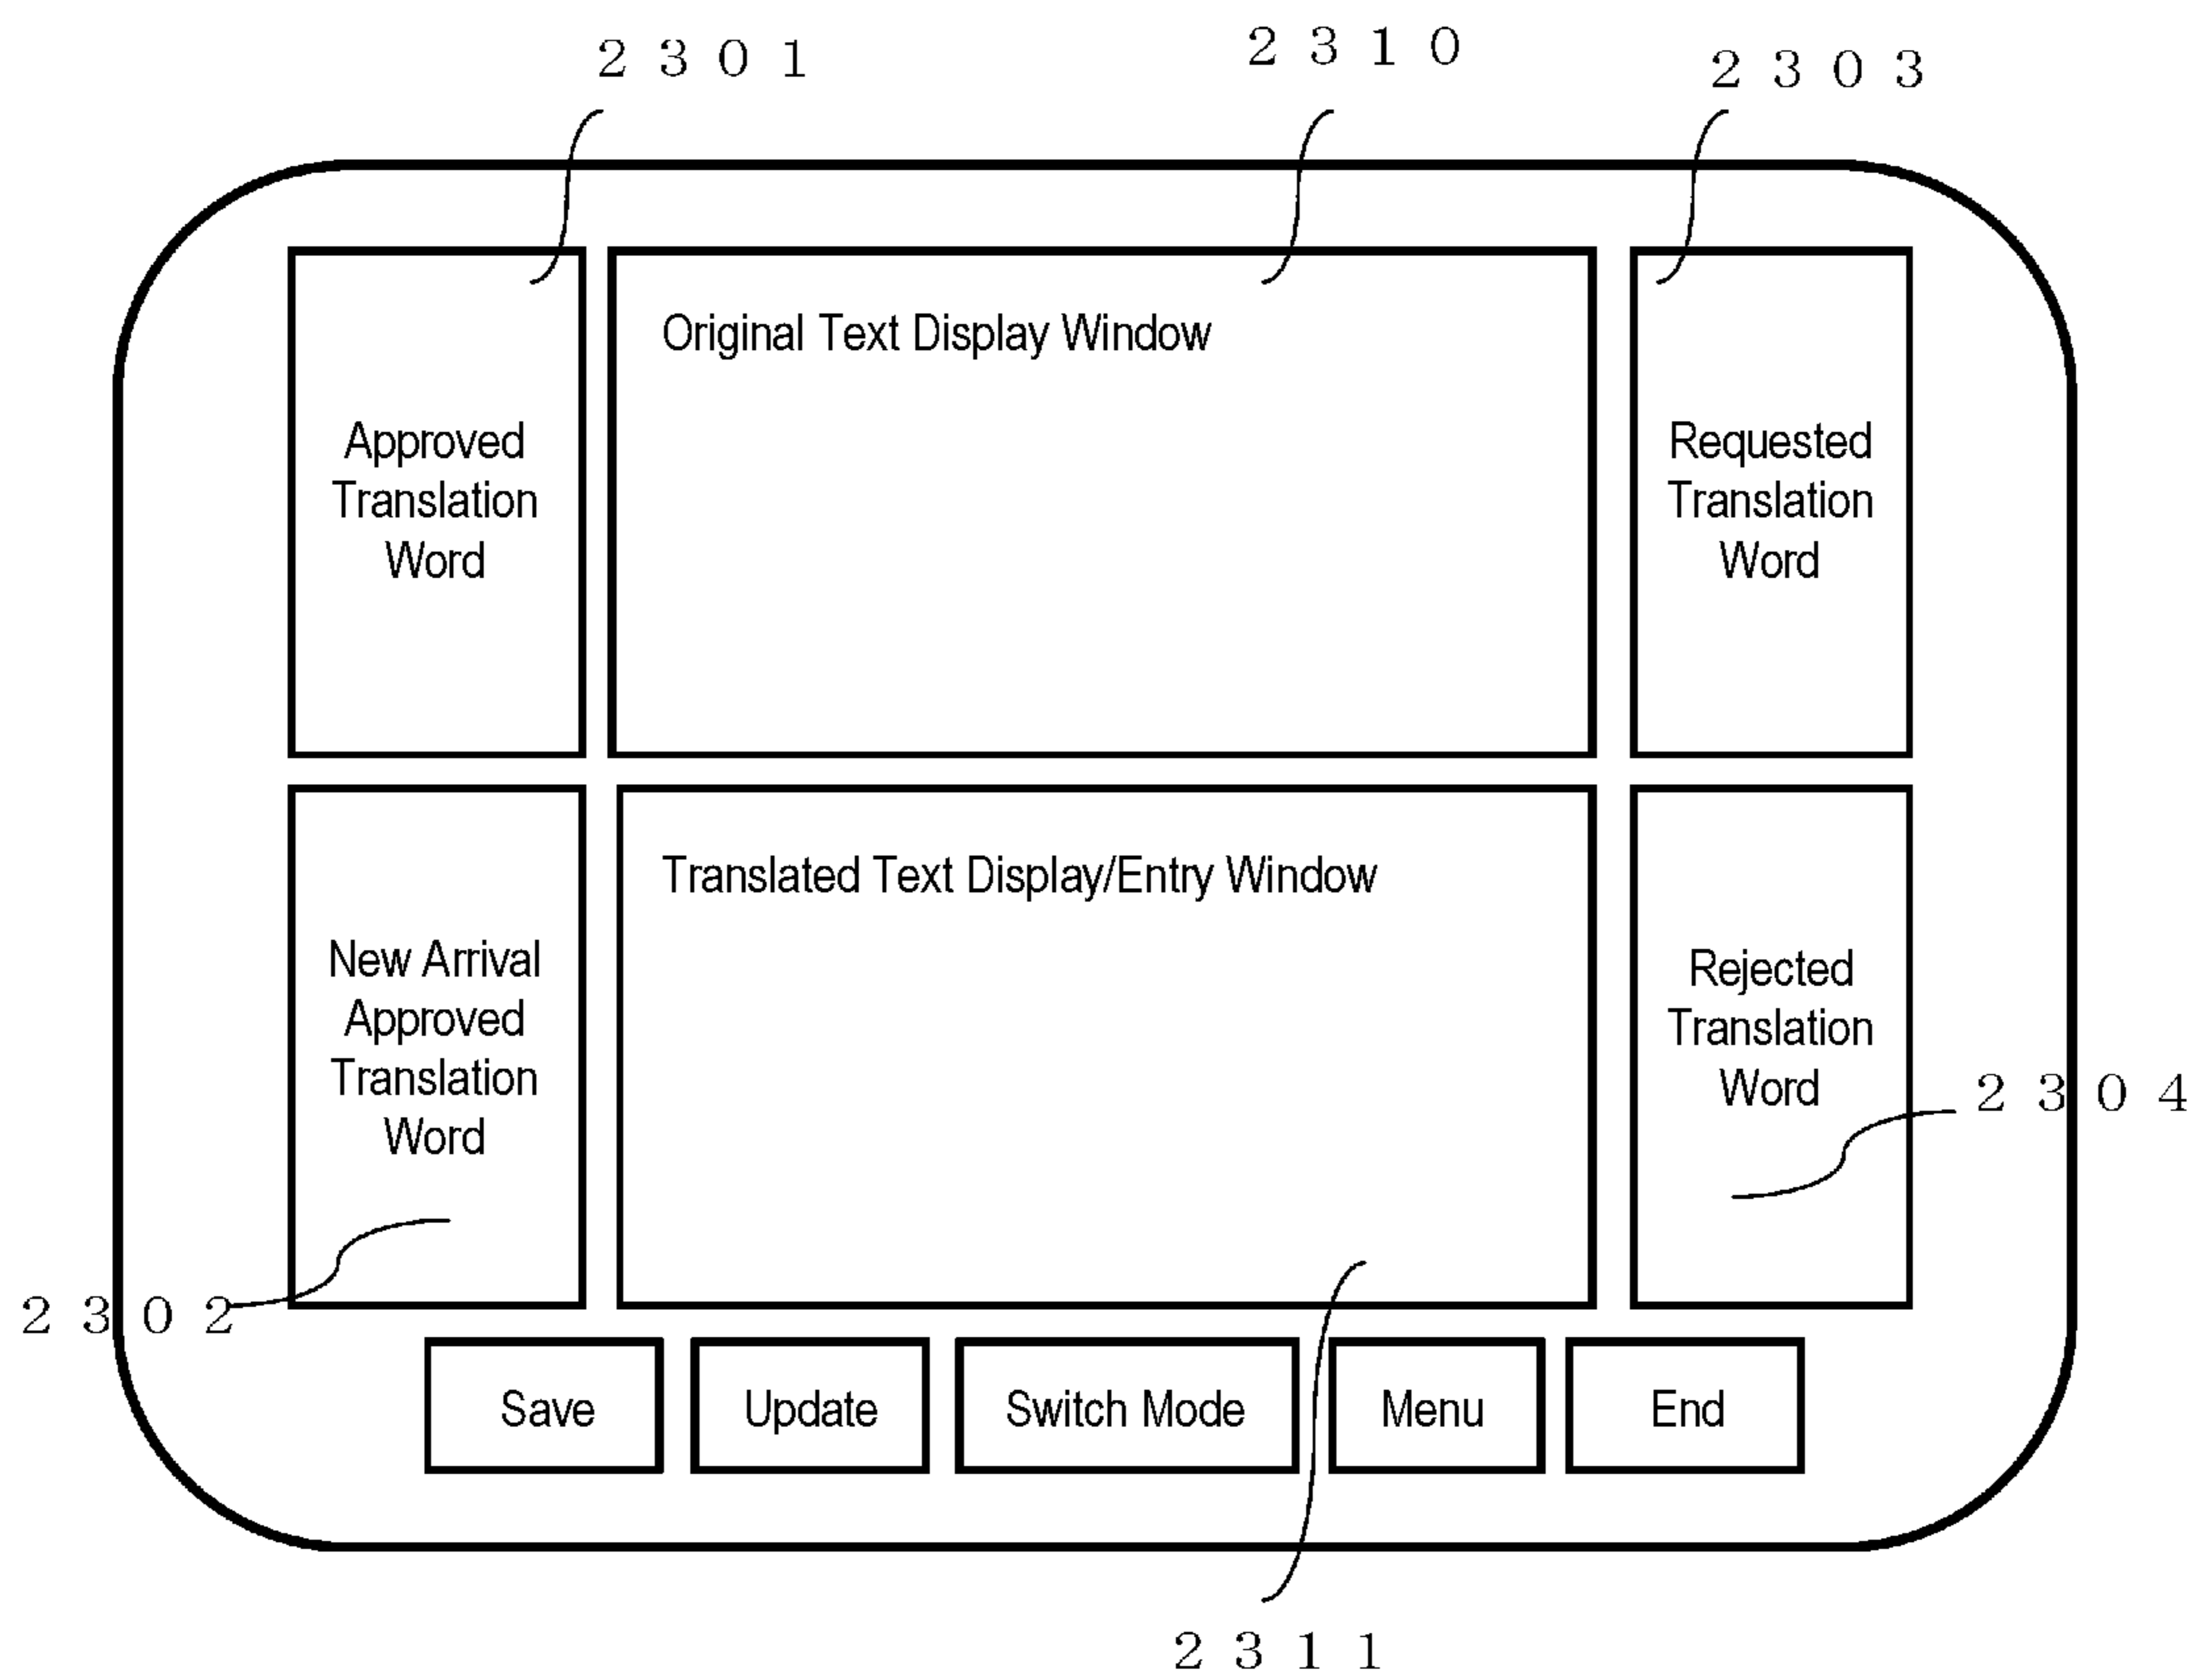 2301
2310
2303
Original Text Display Window
Approved
Translation
Word
Requested
Translation
Word
Translated Text Display/Entry Window
New Arrival
Approved
Translation
Word
Rejected
Translation
Word
2304
2302
Save
Update
Switch Mode
Menu
End
2311